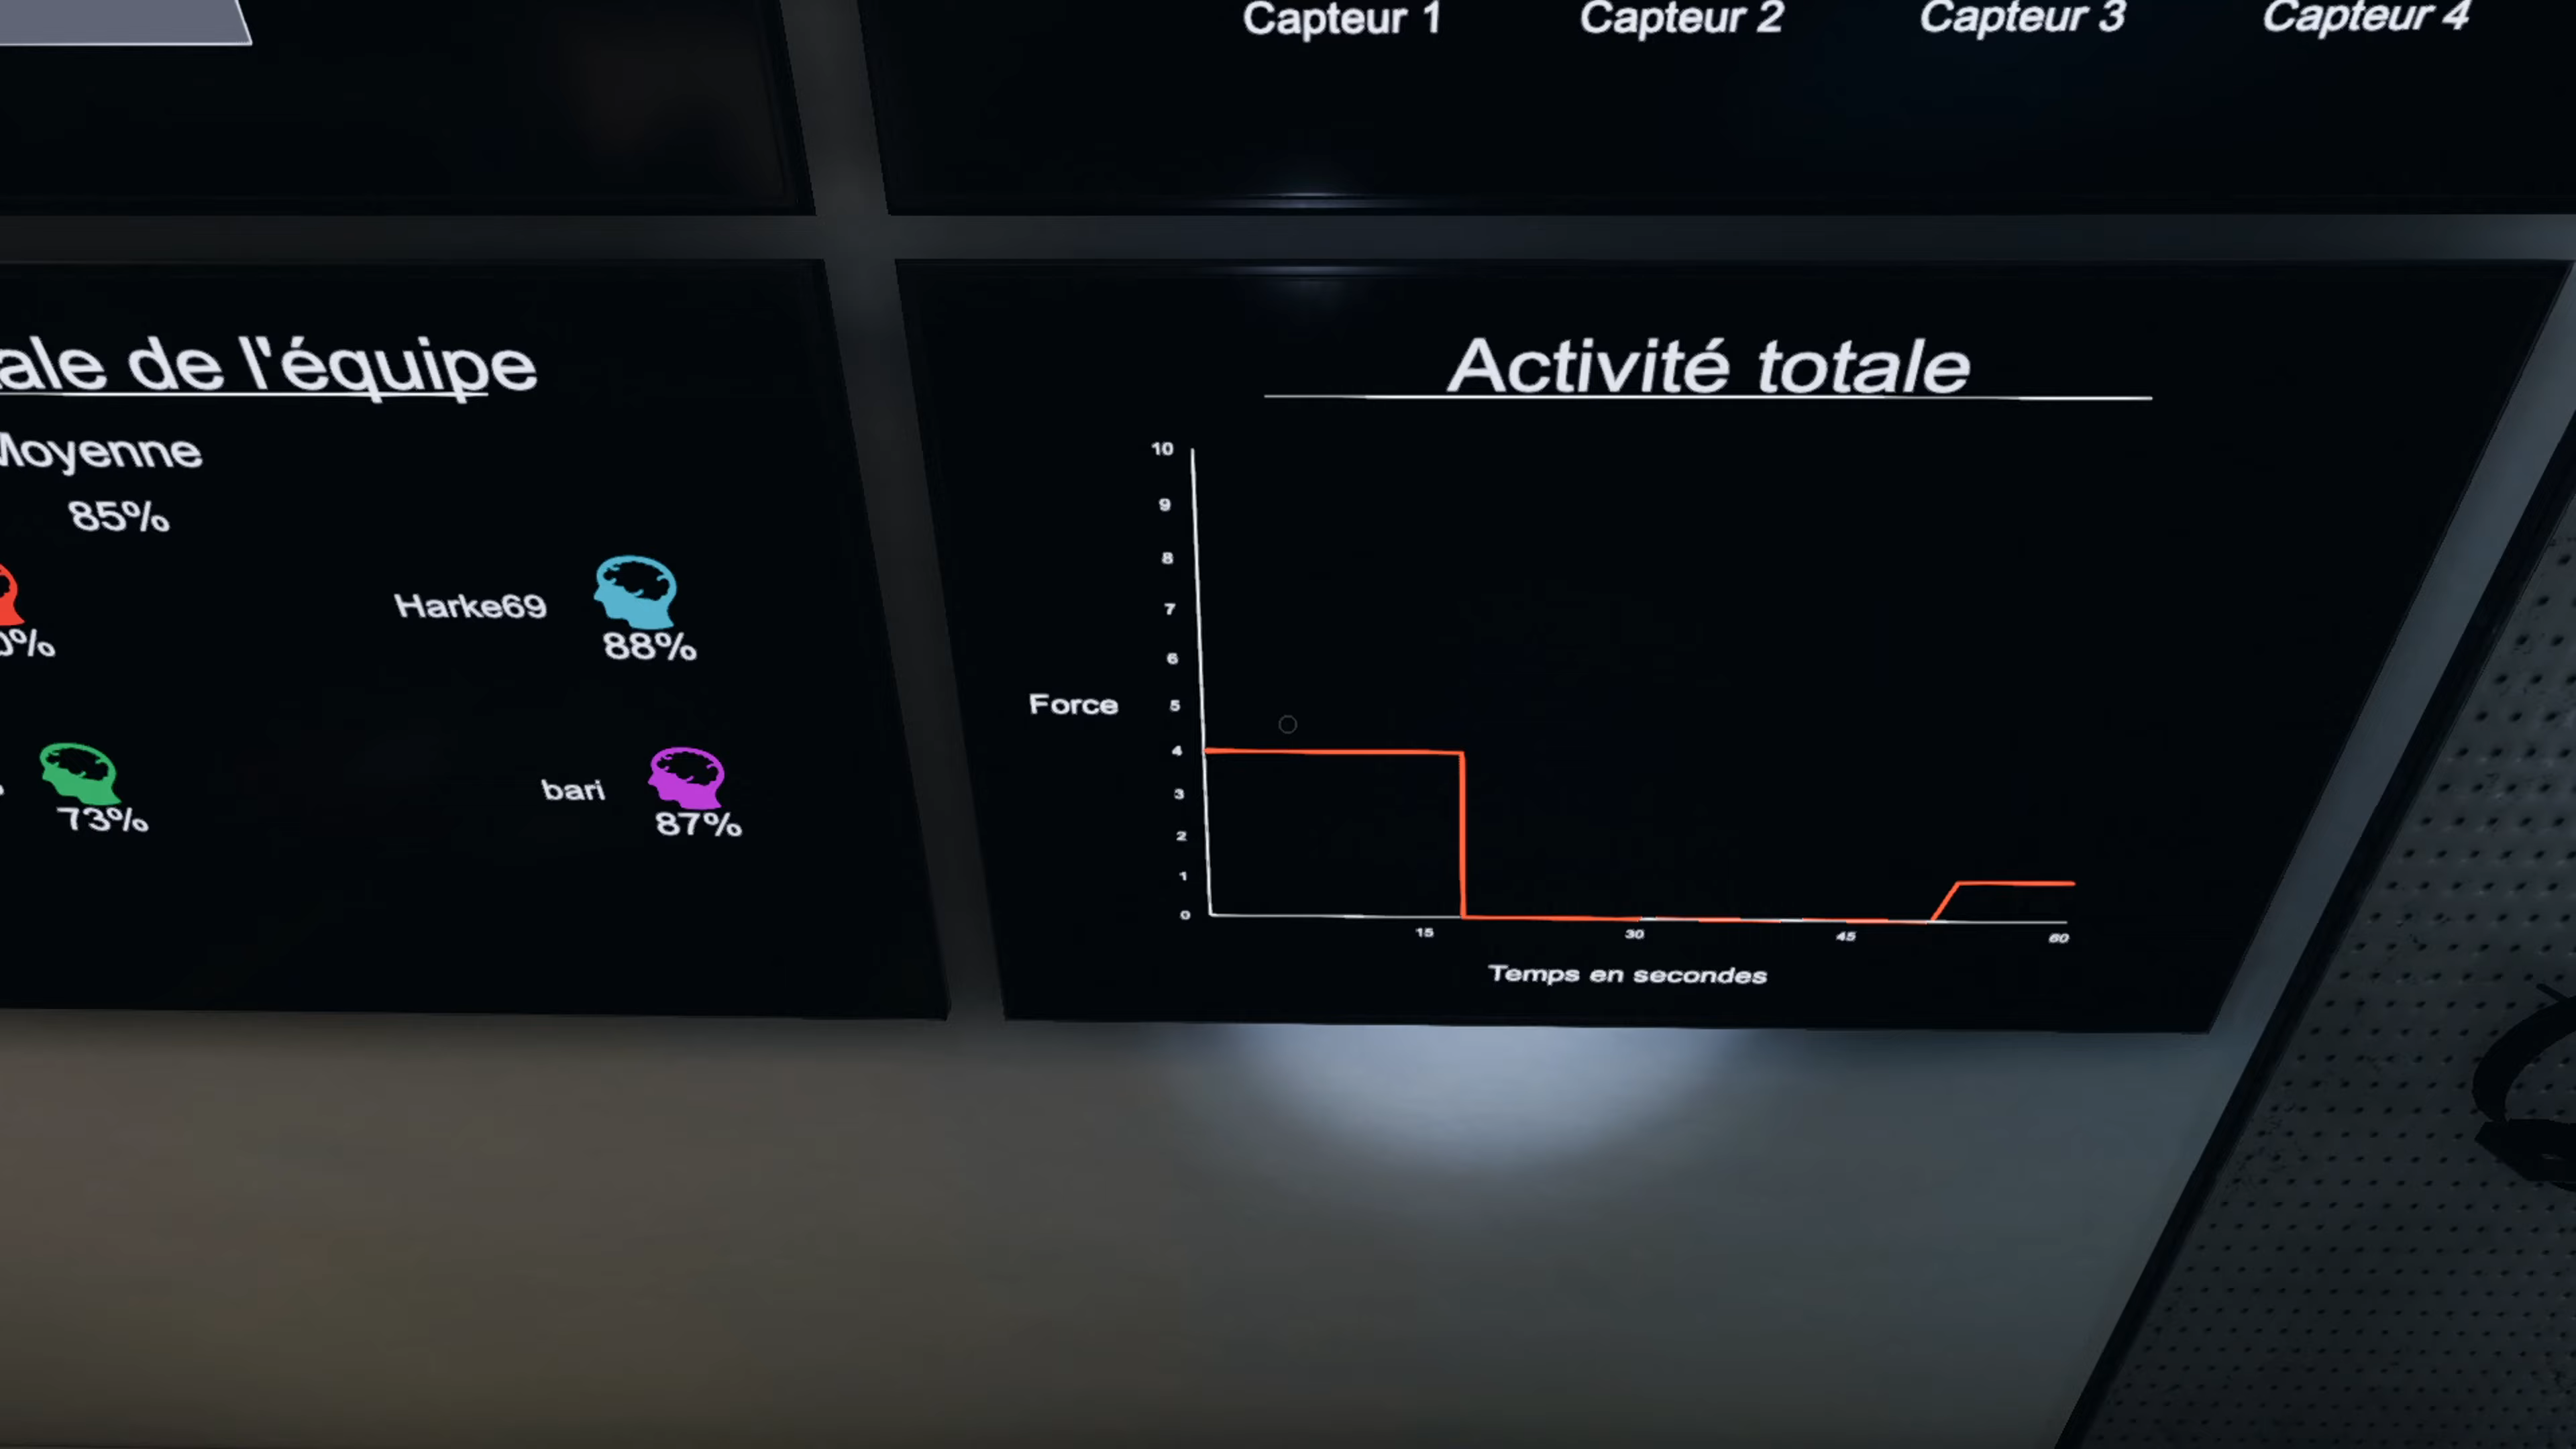 Capteur 1
Capteur 2
Capteur 3
Capteur 4
ale de l'équipe
Moyenne
85%
0%
Harke69
88%
73%
bari
87%
Activité totale
10
9
8
7
6
Force
5
4
3
2
1
0
15
30
45
60
Temps en secondes